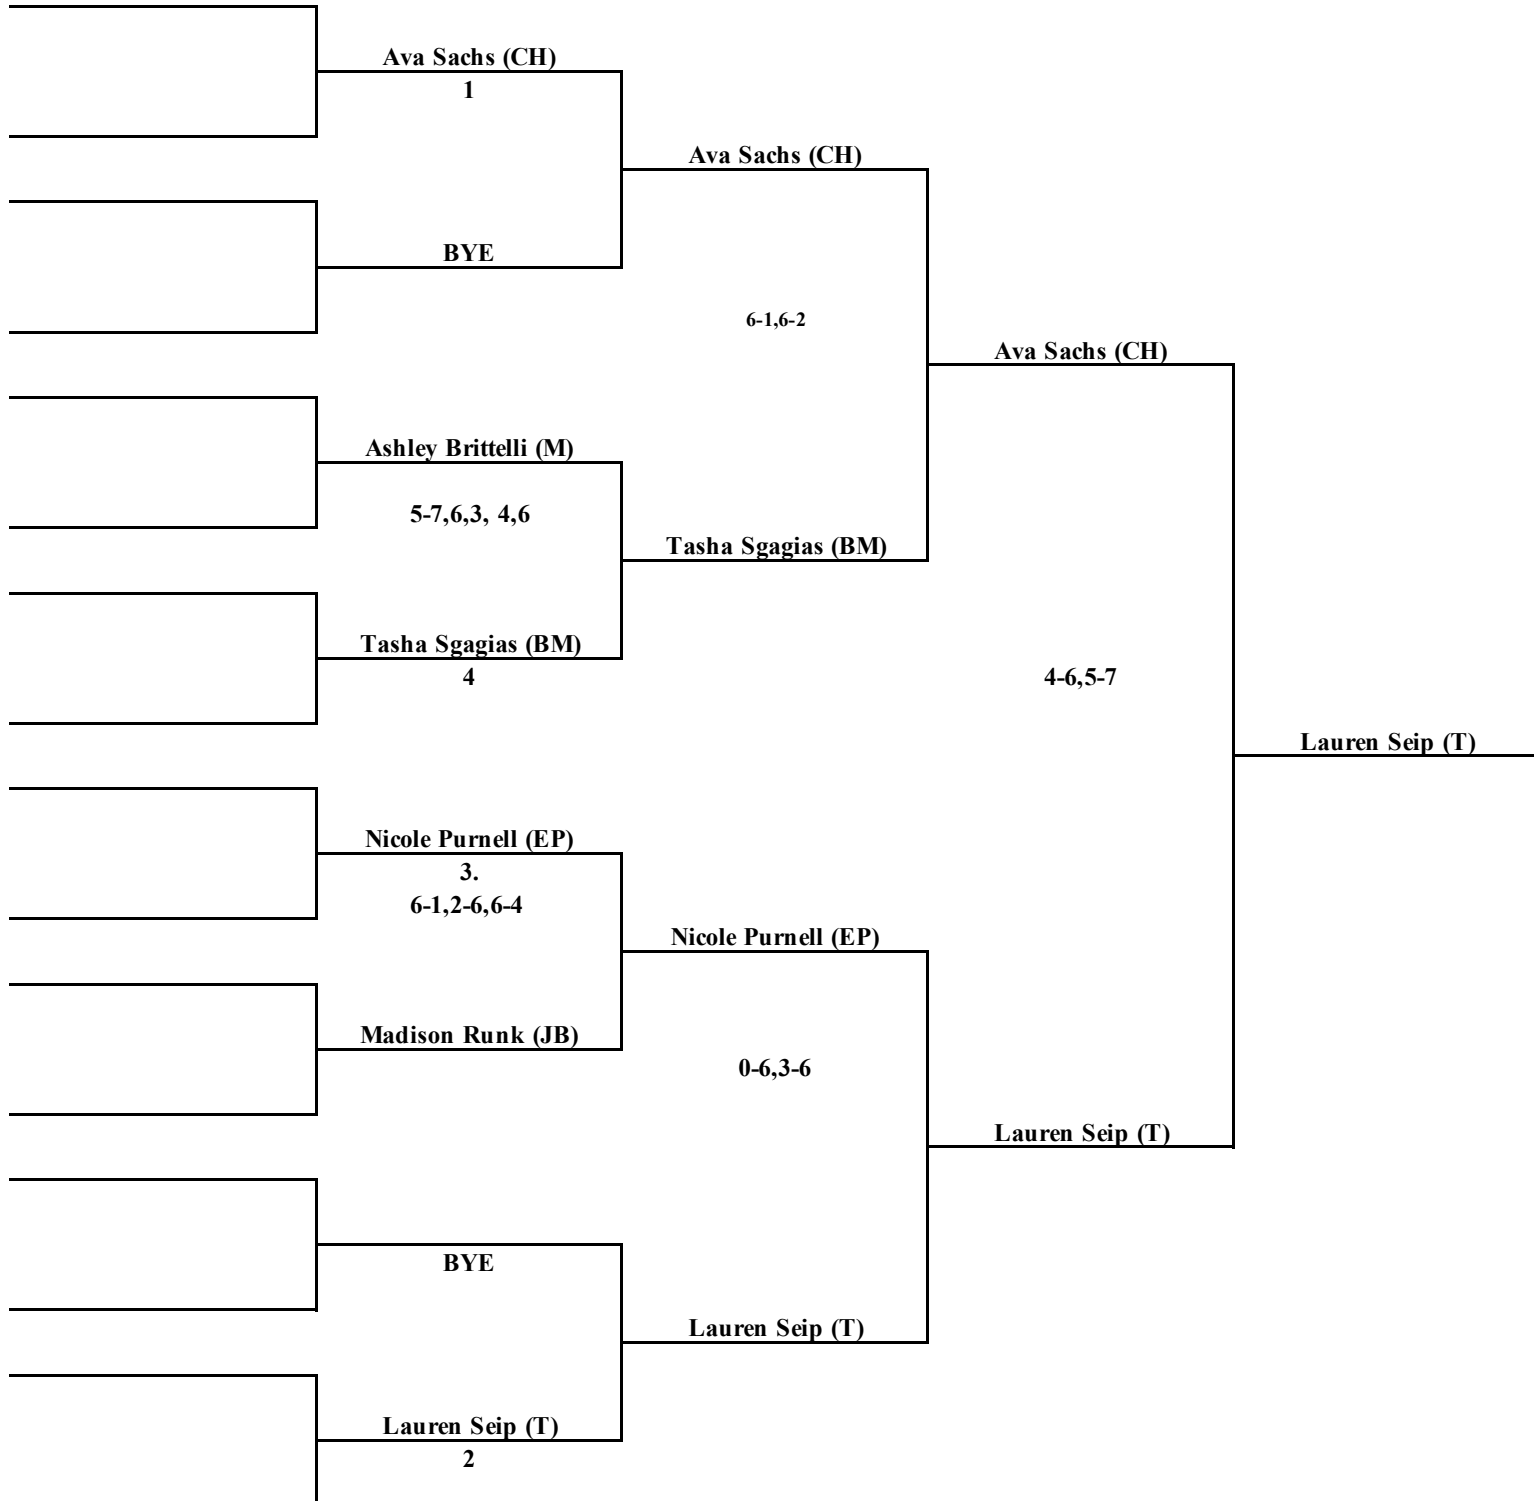 Ava Sachs (CH)
1
Ava Sachs (CH)
BYE
6-1,6-2
Ava Sachs (CH)
Ashley Brittelli (M)
5-7,6,3, 4,6
Tasha Sgagias (BM)
Tasha Sgagias (BM)
4
4-6,5-7
Lauren Seip (T)
Nicole Purnell (EP)
3.
6-1,2-6,6-4
Nicole Purnell (EP)
Madison Runk (JB)
0-6,3-6
Lauren Seip (T)
BYE
Lauren Seip (T)
Lauren Seip (T)
2